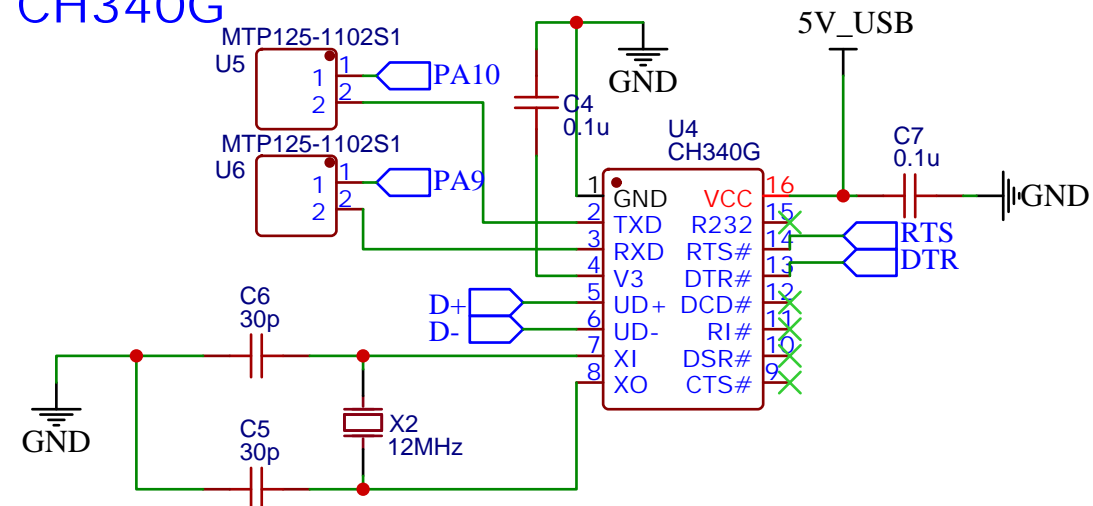 CH340G
MTP125-1102S1
U5
1
2
1
2
PA10
MTP125-1102S1
U6
1
2
1
2
PA9
GND
C4
0.1u
5V_USB
C7
0.1u
GND
U4
CH340G
1 GND
2 TXD
3 RXD
4 V3
5 UD+
6 UD-
7 XI
8 XO
VCC 16
R232 15
RTS# 14
DTR# 13
DCD# 12
RI# 11
DSR# 10
CTS# 9
RTS
DTR
D+
D-
C6
30p
GND
C5
30p
X2
12MHz